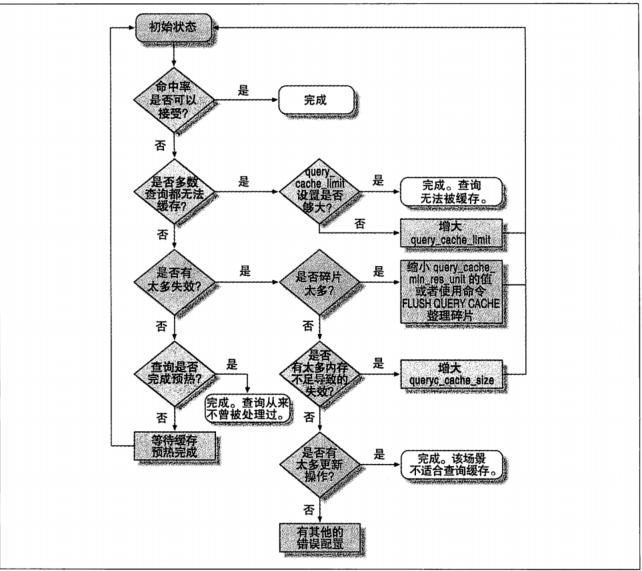 初始状态
命中率
是否可以
接受?
是
完成
否
是否多数
查询都无法
缓存?
是
query_
cache_limit
设置是否
够大?
是
完成。查询
无法被缓存。
否
增大
query_cache_limit
否
是否有
太多失效?
是
是否碎片
太多?
是
缩小 query_cache_
min_res_unit 的值
或者使用命令
FLUSH QUERY CACHE
整理碎片
否
否
查询是否
完成预热?
是
完成。查询从来
不曾被处理过。
是否
有太多内存
不足导致的
失效?
是
增大
queryc_cache_size
否
等待缓存
预热完成
否
是否有
太多更新
操作?
是
完成。该场景
不适合查询缓存。
否
有其他的
错误配置